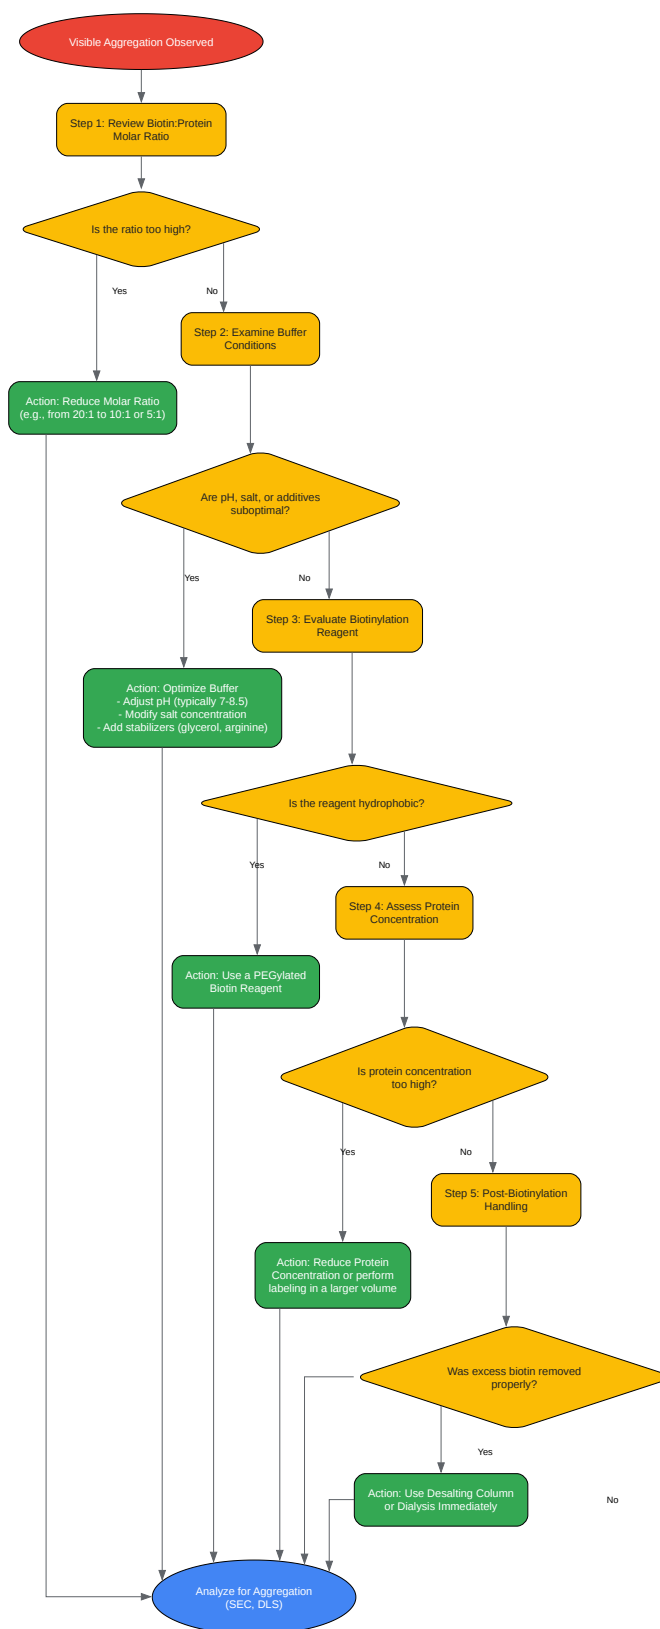 Visible Aggregation Observed
Step 1: Review Biotin:Protein
Molar Ratio
Is the ratio too high?
Yes
No
Step 2: Examine Buffer
Conditions
Action: Reduce Molar Ratio
(e.g., from 20:1 to 10:1 or 5:1)
Are pH, salt, or additives
suboptimal?
Yes
No
Step 3: Evaluate Biotinylation
Reagent
Action: Optimize Buffer
- Adjust pH (typically 7-8.5)
- Modify salt concentration
- Add stabilizers (glycerol, arginine)
Is the reagent hydrophobic?
Yes
No
Step 4: Assess Protein
Concentration
Action: Use a PEGylated
Biotin Reagent
Is protein concentration
too high?
Yes
No
Step 5: Post-Biotinylation
Handling
Action: Reduce Protein
Concentration or perform
labeling in a larger volume
Was excess biotin removed
properly?
Yes
Action: Use Desalting Column
or Dialysis Immediately
No
Analyze for Aggregation
(SEC, DLS)